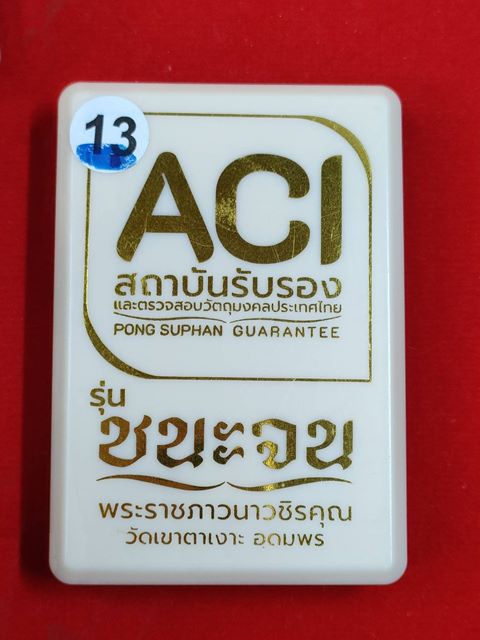 13
ACI
สถาบันรับรอง
และตรวจสอบวัตถุมงคลประเทศไทย
PONG SUPHAN GUARANTEE
รุ่น
ชนะจน
พระราชภาวนาวชิรคุณ
วัดเขาตาเงาะ อุดมพร